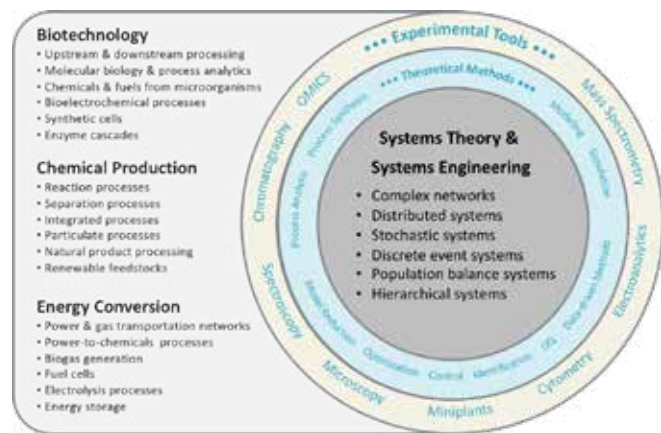 Biotechnology
• Upstream & downstream processing
• Molecular biology & process analytics
• Chemicals & fuels from microorganisms
• Bioelectrochemical processes
• Synthetic cells
• Enzyme cascades
Chemical Production
• Reaction processes
• Separation processes
• Integrated processes
• Particulate processes
• Natural product processing
• Renewable feedstocks
Energy Conversion
• Power & gas transportation networks
• Power-to-chemicals processes
• Biogas generation
• Fuel cells
• Electrolysis processes
• Energy storage
••• Experimental Tools •••
Mass Spectrometry
Electroanalytics
Cytometry
Miniplants
Microscopy
Spectroscopy
Chromatography
OMICS
••• Theoretical Methods •••
Modeling
Simulation
Data-driven Methods
UQ
Identification
Control
Optimization
Model Reduction
Process Analysis
Process Synthesis
Systems Theory &
Systems Engineering
• Complex networks
• Distributed systems
• Stochastic systems
• Discrete event systems
• Population balance systems
• Hierarchical systems